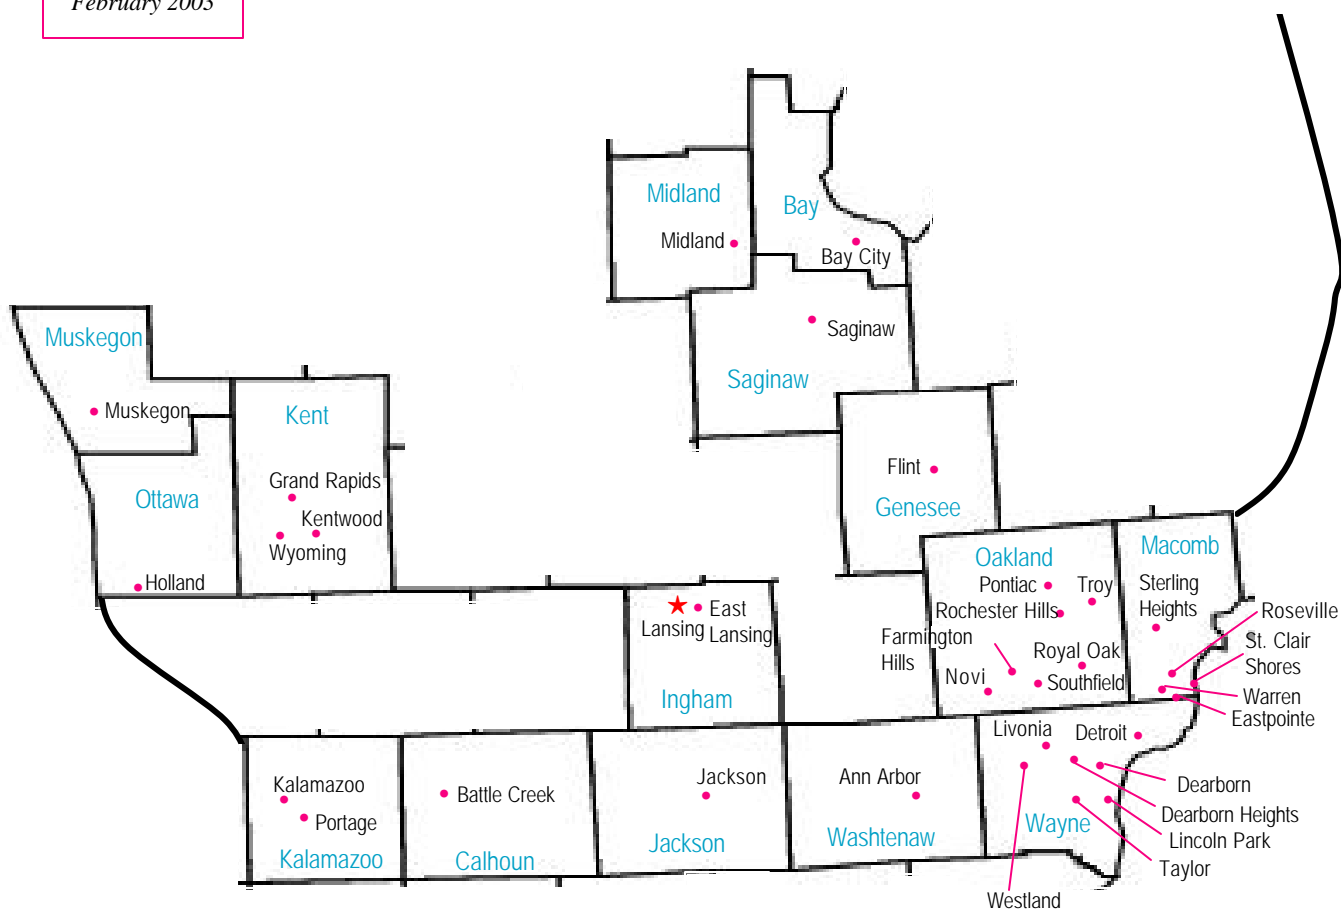 February 2003
Midland
Bay
Midland
Bay City
Saginaw
Saginaw
Muskegon
Muskegon
Kent
Grand Rapids
Kentwood
Wyoming
Ottawa
Holland
Flint
Genesee
Oakland
Pontiac
Troy
Rochester Hills
Farmington
Hills
Royal Oak
Novi
Southfield
Macomb
Sterling
Heights
Roseville
St. Clair
Shores
Warren
Eastpointe
East
Lansing
Lansing
Ingham
Kalamazoo
Portage
Kalamazoo
Battle Creek
Calhoun
Jackson
Jackson
Ann Arbor
Washtenaw
Livonia
Detroit
Wayne
Dearborn
Dearborn Heights
Lincoln Park
Taylor
Westland